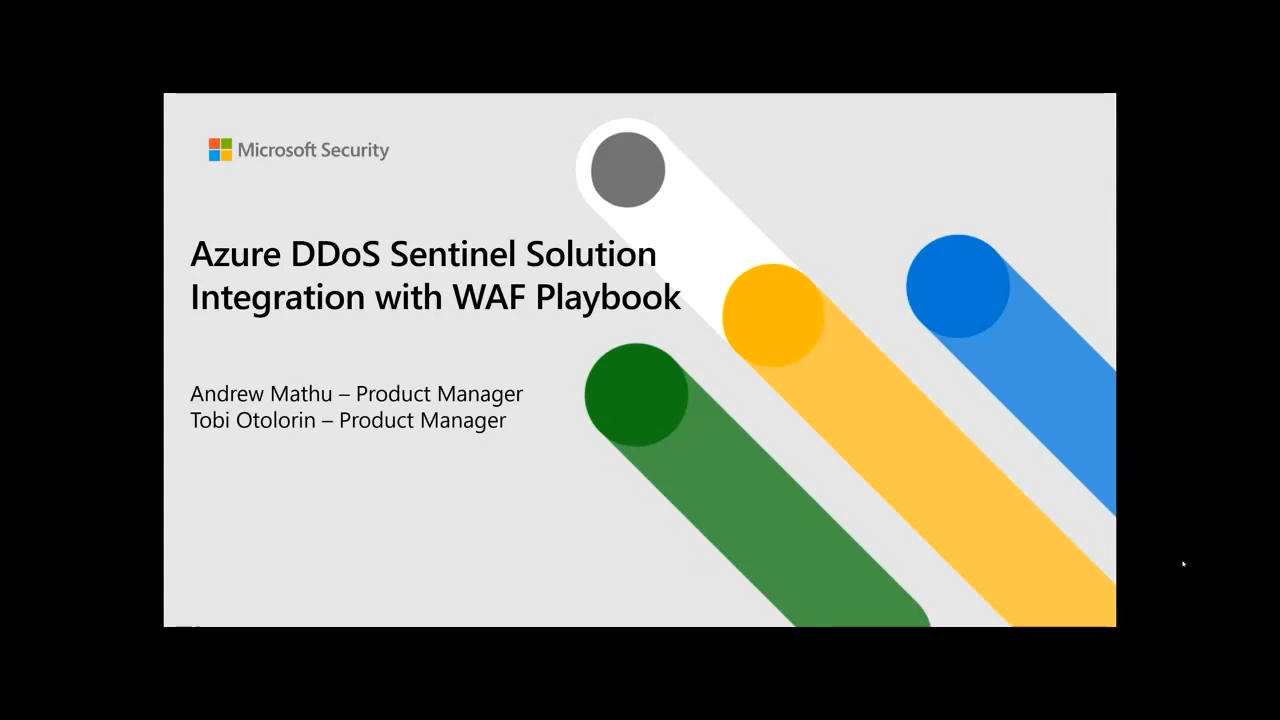 Microsoft Security
Azure DDoS Sentinel Solution
Integration with WAF Playbook
Andrew Mathu – Product Manager
Tobi Otolorin – Product Manager